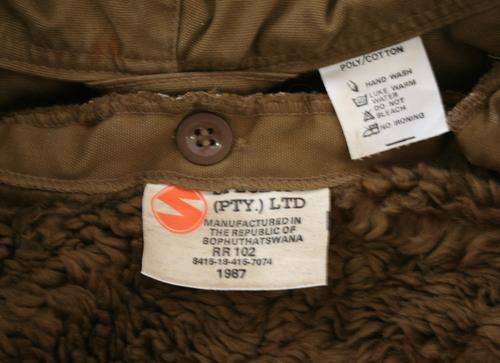 POLY/COTTON
HAND WASH
LUKE WARM
WATER
DO NOT
BLEACH
NO IRONING
(PTY.) LTD
MANUFACTURED IN
THE REPUBLIC OF
BOPHUTHATSWANA
RR 102
8415-18-415-7074
1987